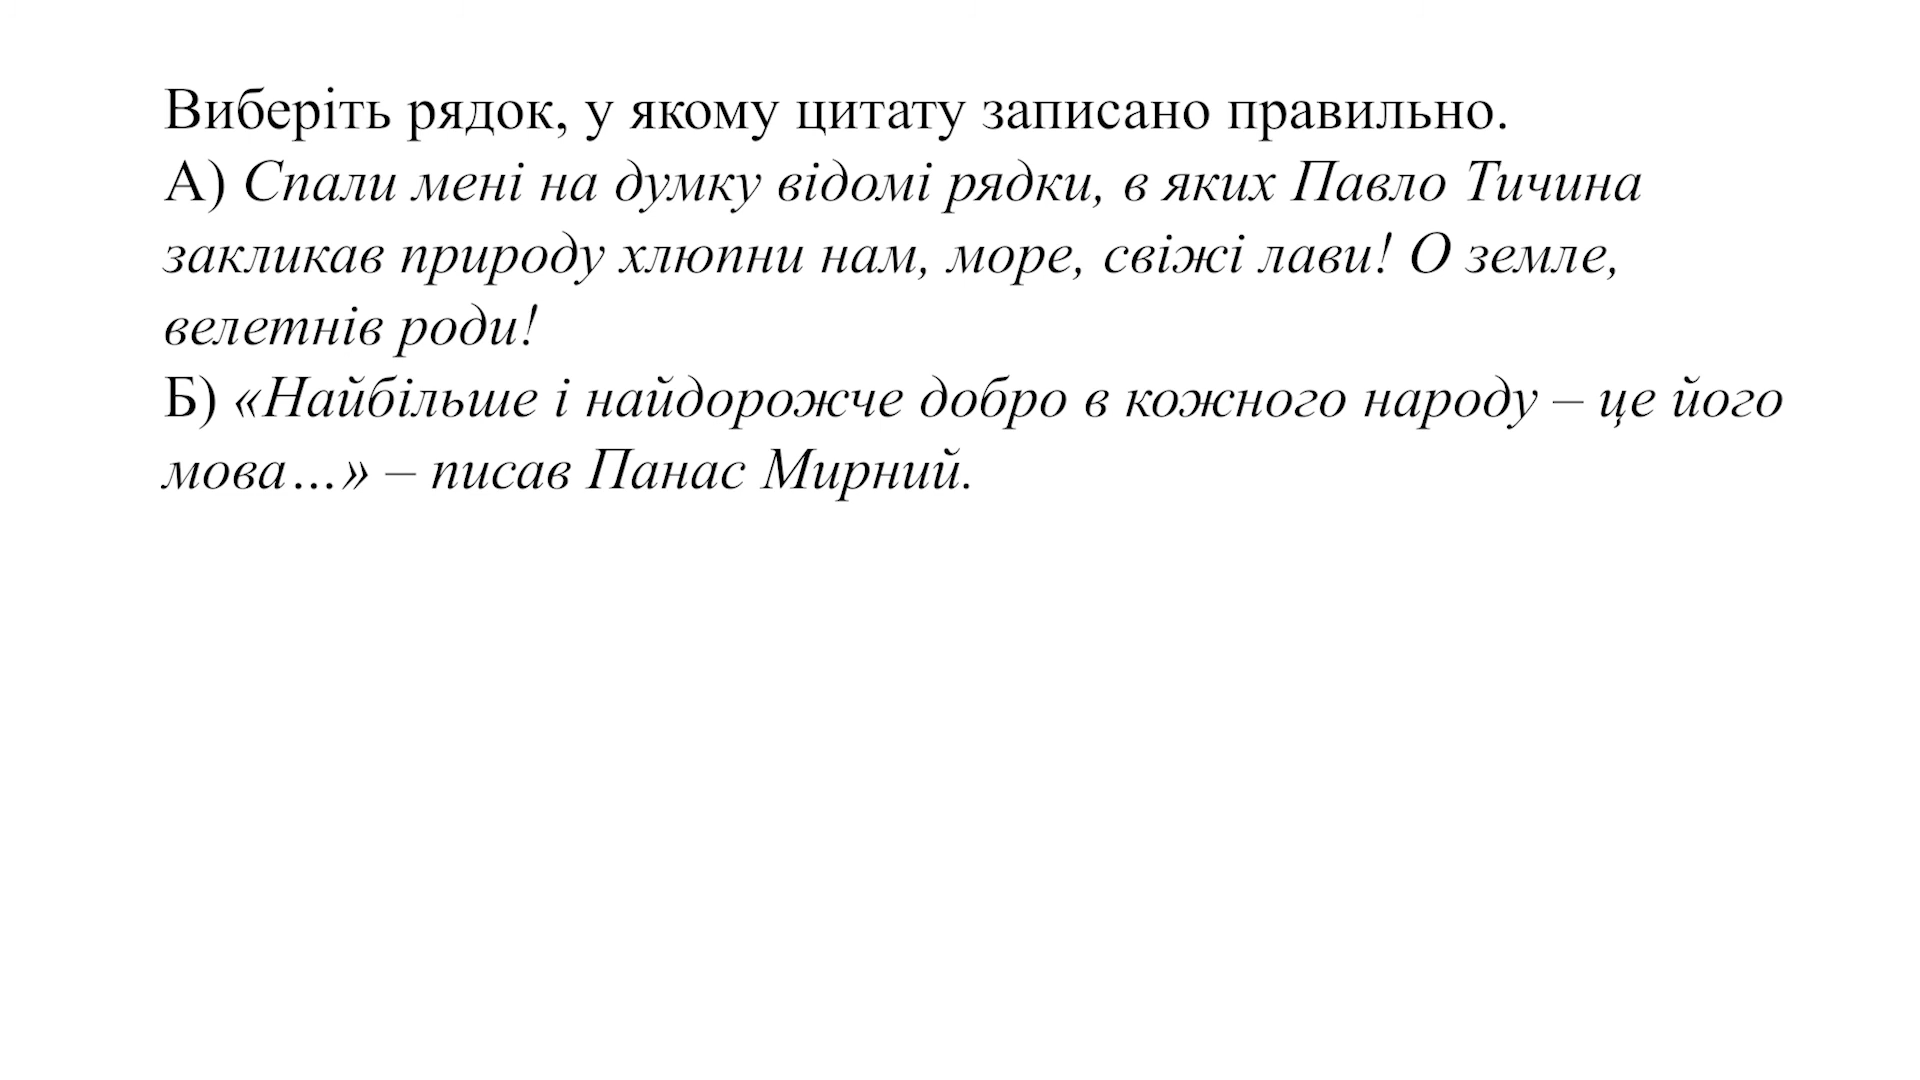 Виберіть рядок, у якому цитату записано правильно.
А) Спали мені на думку відомі рядки, в яких Павло Тичина
закликав природу хлюпни нам, море, свіжі лави! О земле,
велетнів роди!
Б) «Найбільше і найдорожче добро в кожного народу – це його
мова…» – писав Панас Мирний.